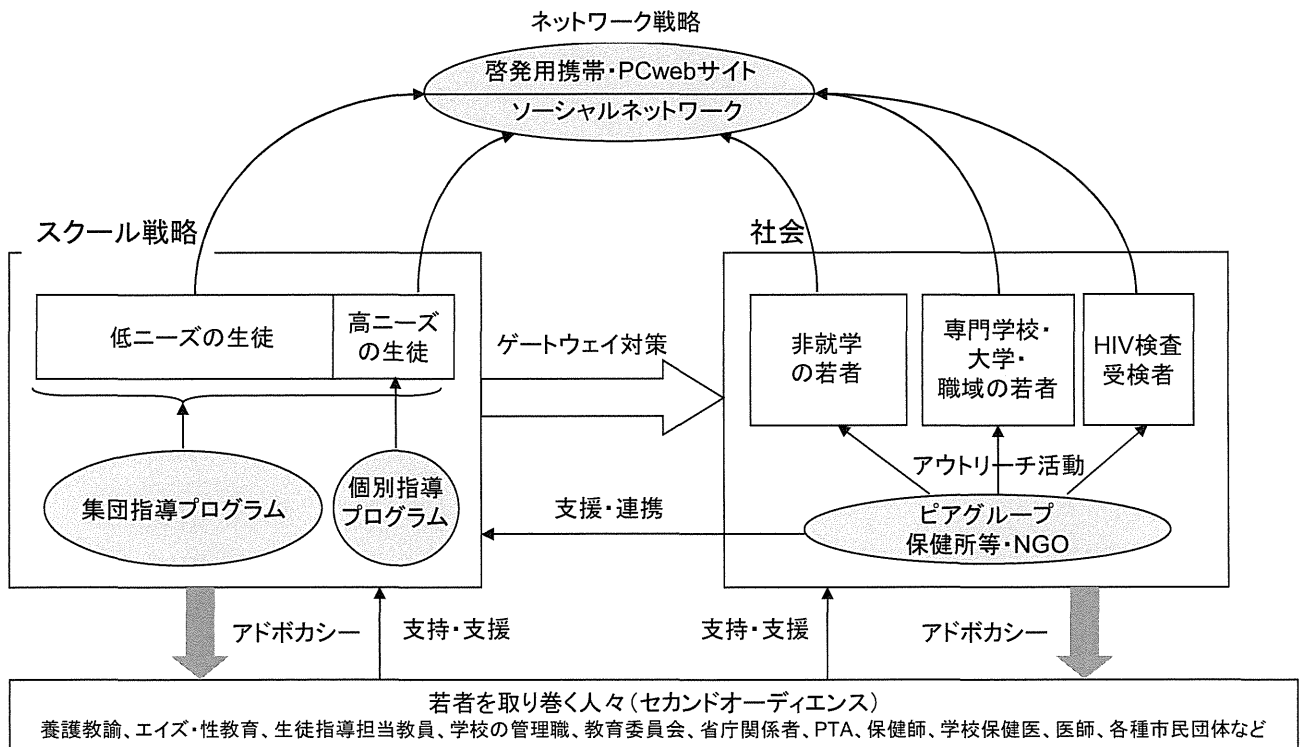 ネットワーク戦略
啓発用携帯・PCwebサイト
ソーシャルネットワーク
スクール戦略
低ニーズの生徒
高ニーズ
の生徒
集団指導プログラム
個別指導
プログラム
ゲートウェイ対策
支援・連携
社会
非就学
の若者
専門学校・
大学・
職域の若者
HIV検査
受検者
アウトリーチ活動
ピアグループ
保健所等・NGO
アドボカシー
支持・支援
支持・支援
アドボカシー
若者を取り巻く人々(セカンドオーディエンス)
養護教諭、エイズ・性教育、生徒指導担当教員、学校の管理職、教育委員会、省庁関係者、PTA、保健師、学校保健医、医師、各種市民団体など